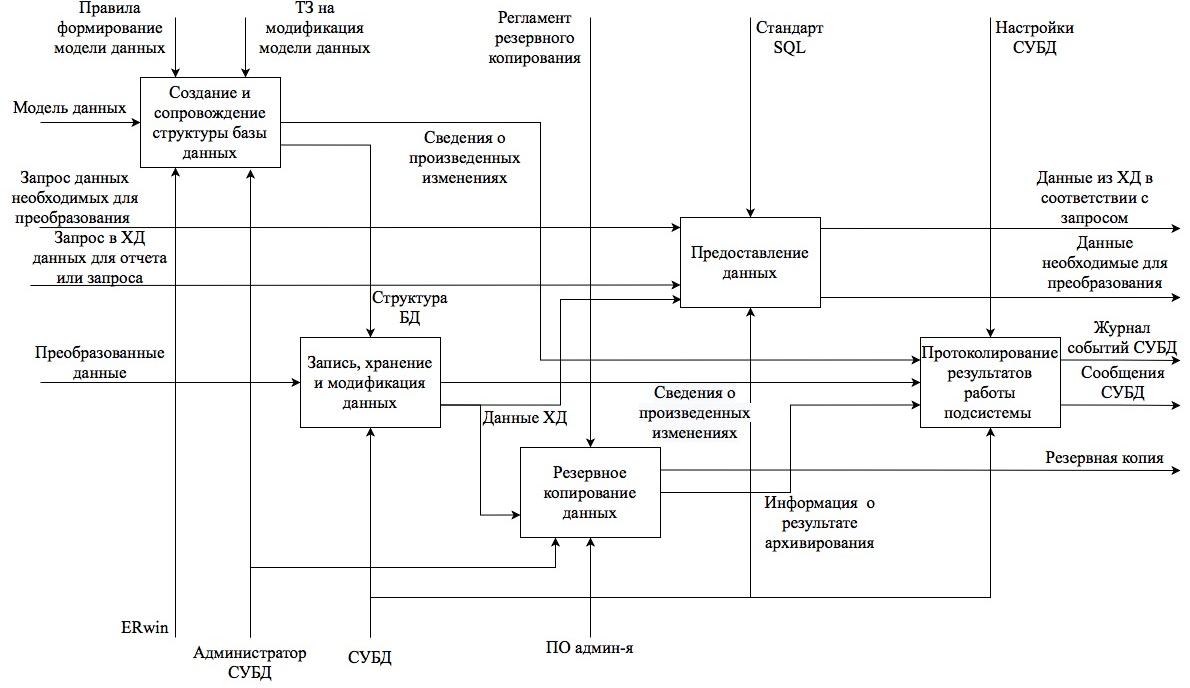 Правила
формирование
модели данных
ТЗ на
модификация
модели данных
Регламент
резервного
копирования
Стандарт
SQL
Настройки
СУБД
Создание и
сопровождение
структуры базы
данных
Модель данных
Сведения о
произведенных
изменениях
Запрос данных
необходимых для
преобразования
Запрос в ХД
данных для отчета
или запроса
Данные из ХД в
соответствии с
запросом
Предоставление
данных
Данные
необходимые для
преобразования
Структура
БД
Преобразованные
данные
Запись, хранение
и модификация
данных
Протоколирование
результатов
работы
подсистемы
Журнал
событий СУБД
Сообщения
СУБД
Данные ХД
Сведения о
произведенных
изменениях
Резервное
копирование
данных
Резервная копия
Информация о
результате
архивирования
ERwin
Администратор
СУБД
СУБД
ПО админ-я